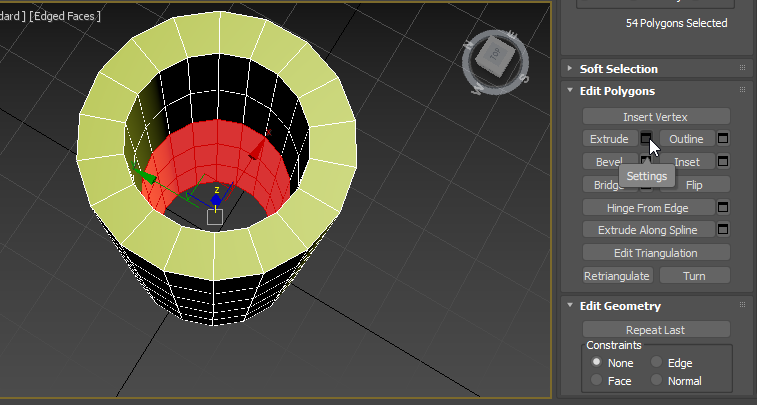 dard ] [Edged Faces ]
N
E
TOP
W
S
x
z
54 Polygons Selected
Soft Selection
Edit Polygons
Insert Vertex
Extrude Outline
Bevel Inset
Bridge Flip
Settings
Hinge From Edge
Extrude Along Spline
Edit Triangulation
Retriangulate Turn
Edit Geometry
Repeat Last
Constraints
None Edge
Face Normal